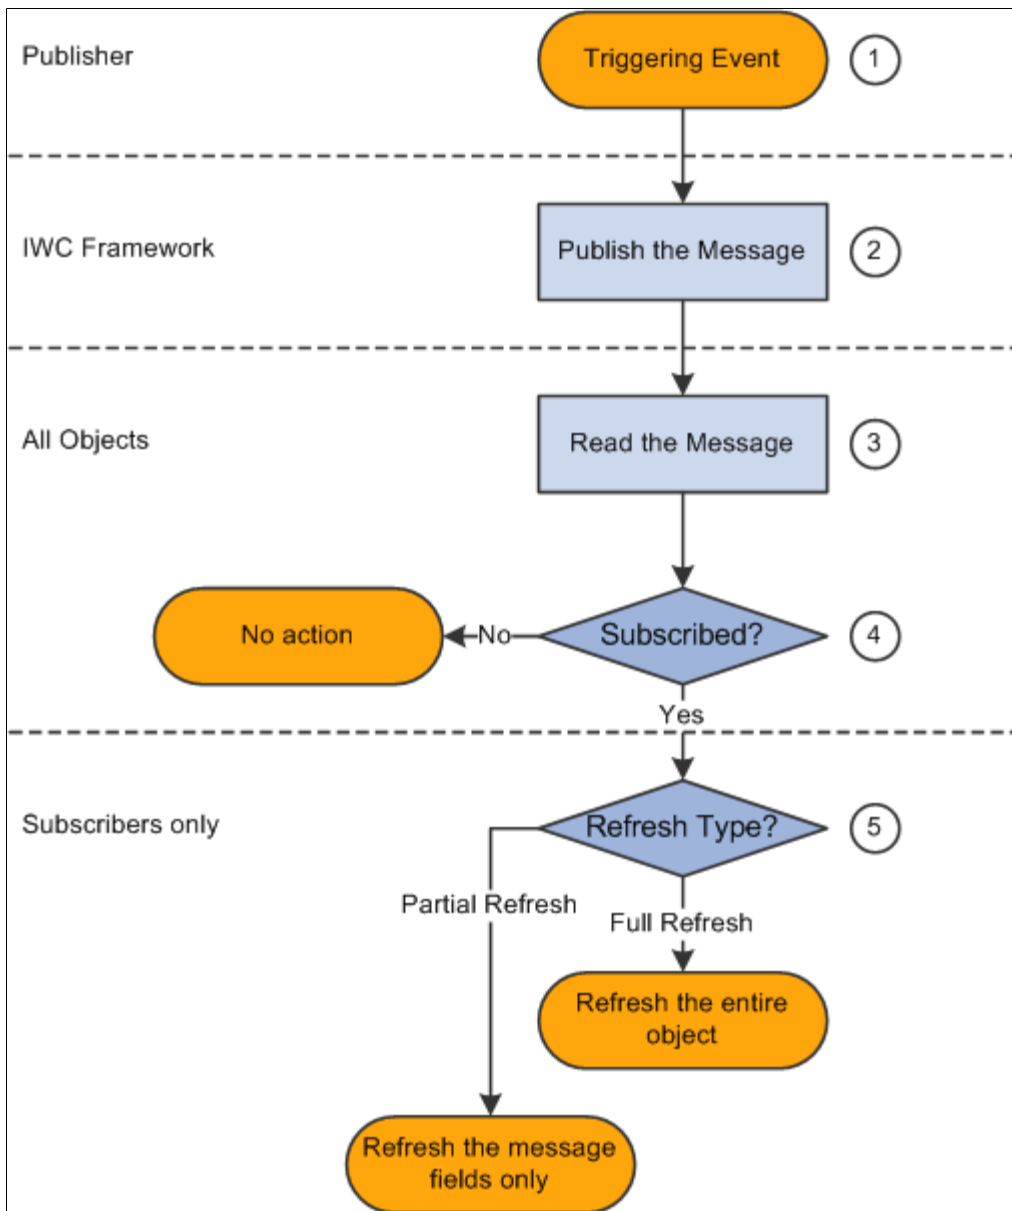 Publisher
Triggering Event
1
IWC Framework
Publish the Message
2
All Objects
Read the Message
3
No action
No
Subscribed?
4
Yes
Subscribers only
Refresh Type?
5
Partial Refresh
Full Refresh
Refresh the entire
object
Refresh the message
fields only